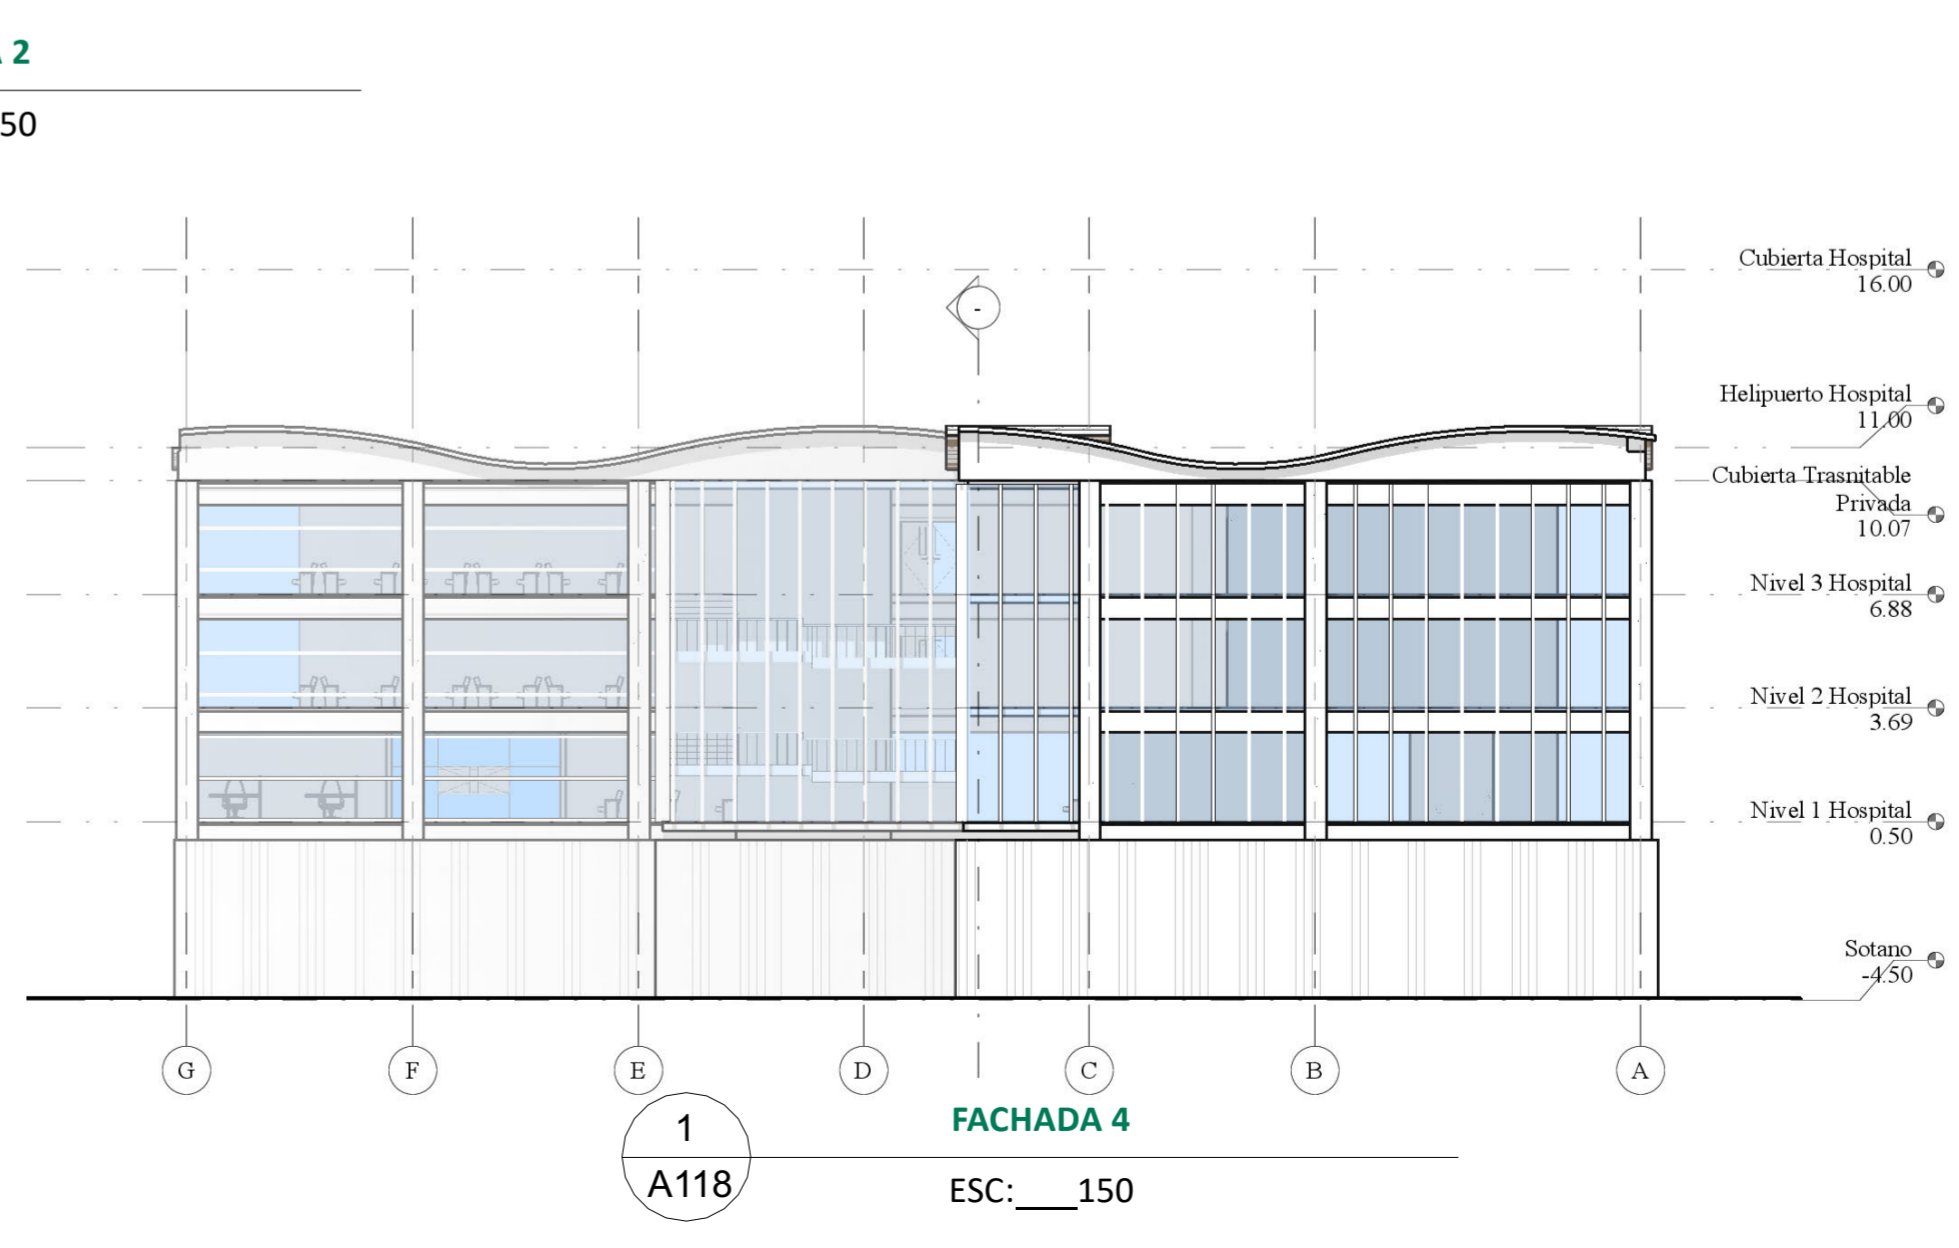 A 2
50
Cubierta Hospital
16.00
-
Helipuerto Hospital
11.00
Cubierta Trasnitable
Privada
10.07
Nivel 3 Hospital
6.88
Nivel 2 Hospital
3.69
Nivel 1 Hospital
0.50
Sotano
-4.50
G F E D C B A
1
A118
FACHADA 4
ESC:___150